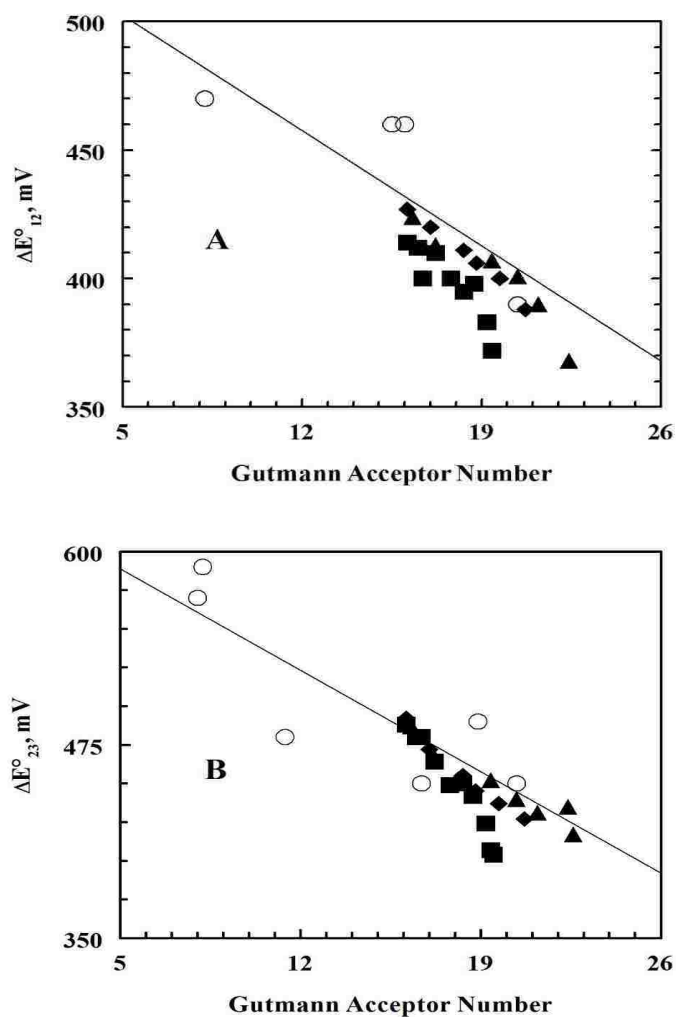 500
450
400
350
ΔE°12, mV
A
5 12 19 26
Gutmann Acceptor Number
600
475
350
ΔE°23, mV
B
5 12 19 26
Gutmann Acceptor Number